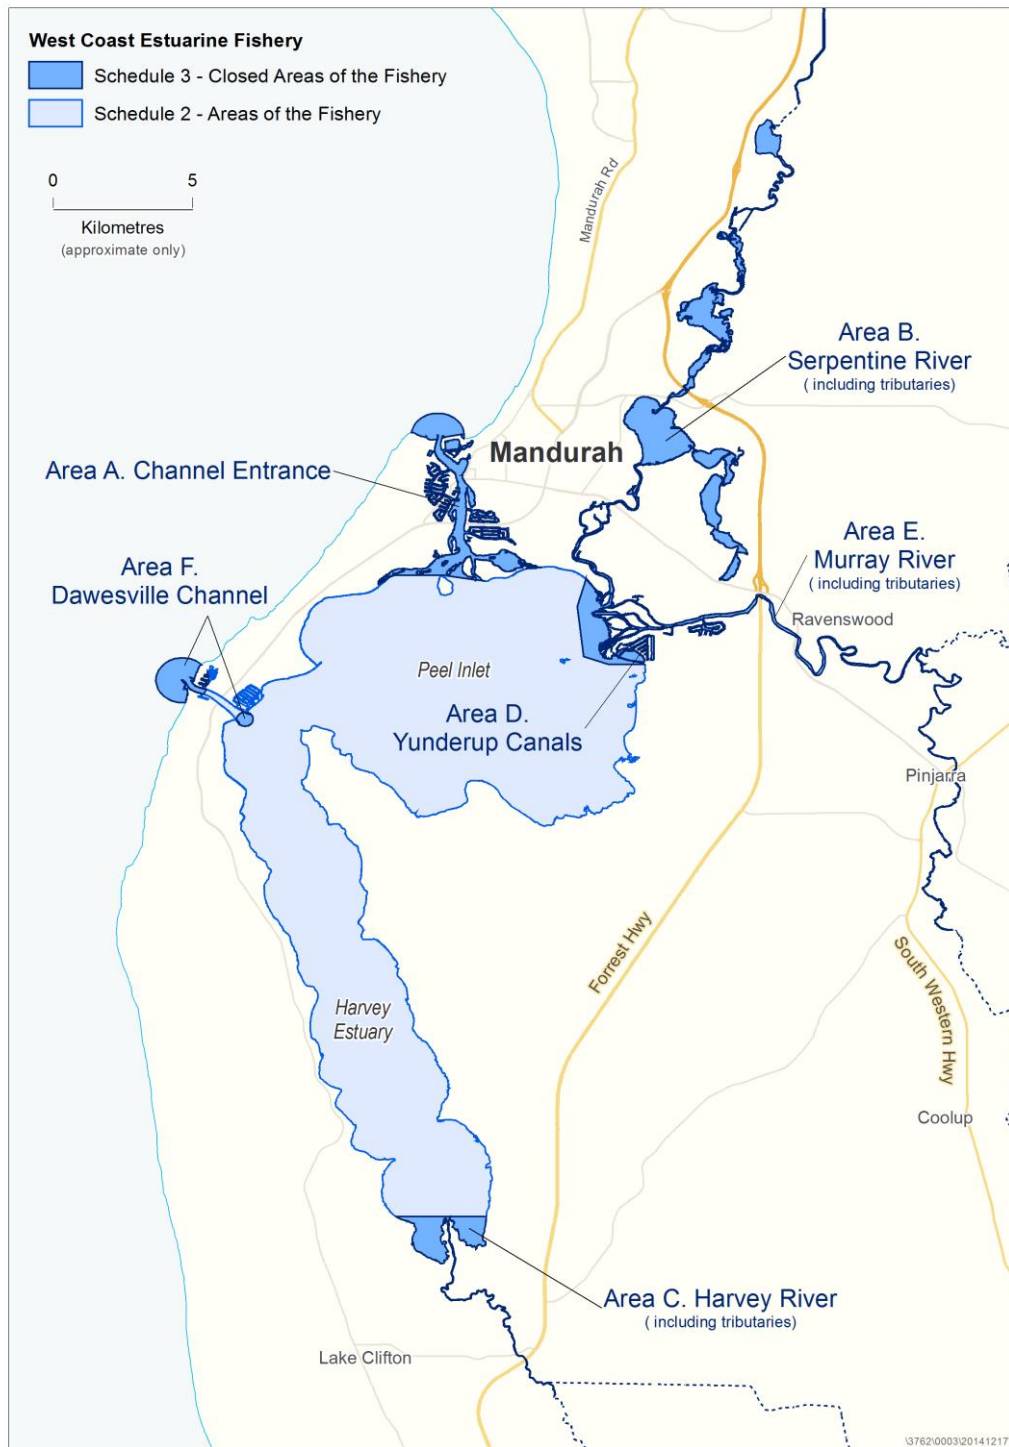 West Coast Estuarine Fishery
Schedule 3 - Closed Areas of the Fishery
Schedule 2 - Areas of the Fishery
0 5
Kilometres
(approximate only)
Mandurah Rd
Area B.
Serpentine River
( including tributaries)
Mandurah
Area A. Channel Entrance
Area E.
Murray River
( including tributaries)
Area F.
Dawesville Channel
Ravenswood
Peel Inlet
Area D.
Yunderup Canals
Pinjarra
Forrest Hwy
South Western Hwy
Harvey
Estuary
Coolup
Area C. Harvey River
( including tributaries)
Lake Clifton
\3762\0003\20141217